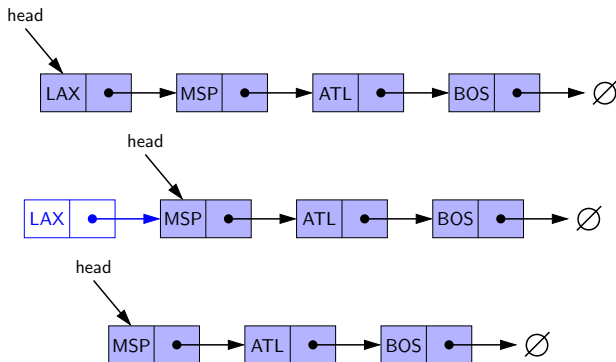 head
LAX MSP ATL BOS ∅
head
LAX MSP ATL BOS ∅
head
MSP ATL BOS ∅